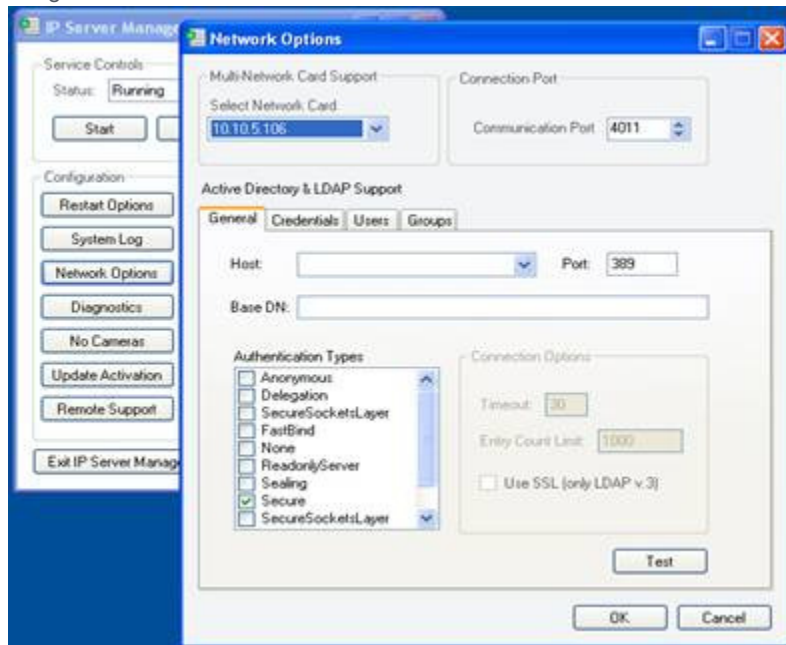 IP Server Manage
Service Controls
Status: Running
Start
Configuration
Restart Options
System Log
Network Options
Diagnostics
No Cameras
Update Activation
Remote Support
Exit IP Server Manage
Network Options
Multi-Network Card Support
Select Network Card
10.10.5.106
Connection Port
Communication Port 4011
Active Directory & LDAP Support
General Credentials Users Groups
Host: Port: 389
Base DN:
Authentication Types
Anonymous
Delegation
SecureSocketsLayer
FastBind
None
ReadonlyServer
Sealing
Secure
SecureSocketsLayer
Connection Options
Timeout: 30
Entry Count Limit: 1000
Use SSL (only LDAP v.3)
Test
OK Cancel